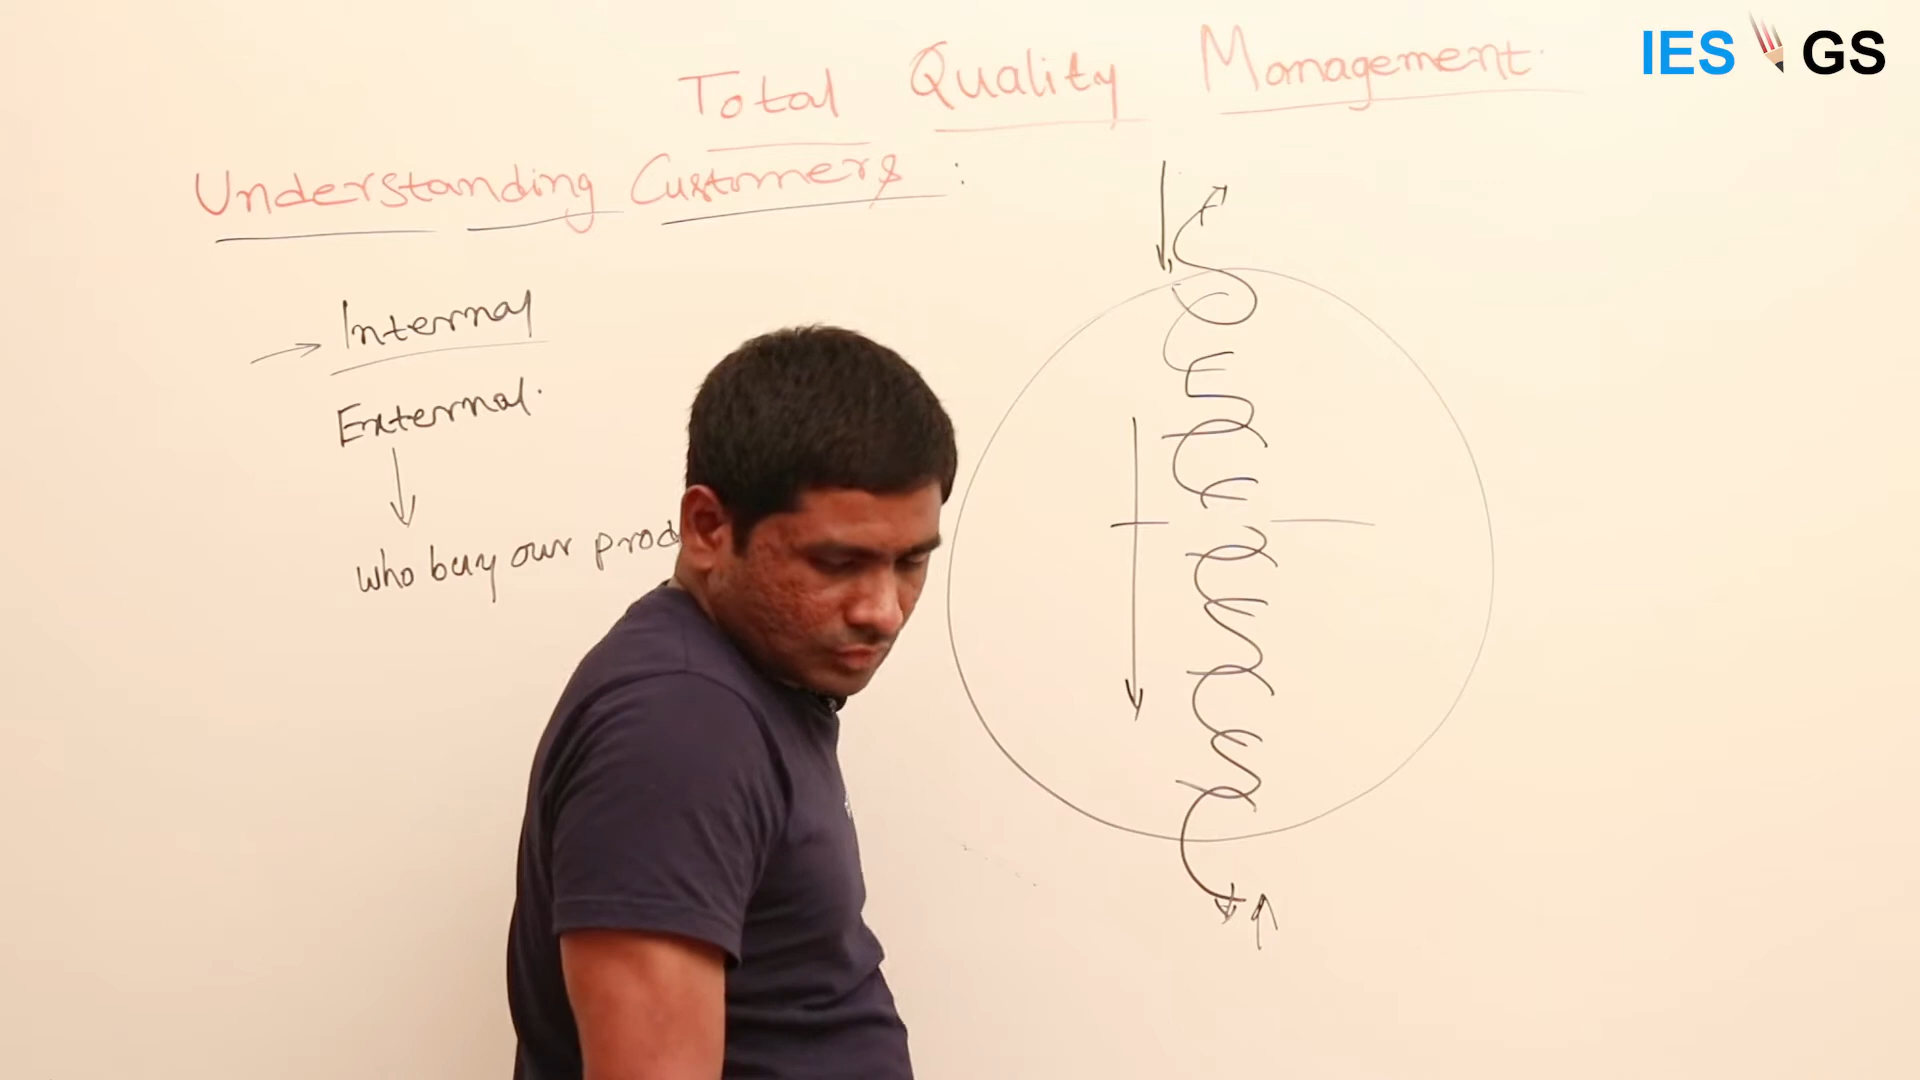 IES GS
Total Quality Management.
Understanding Customers :
→ Internal
External.
who buy our prod